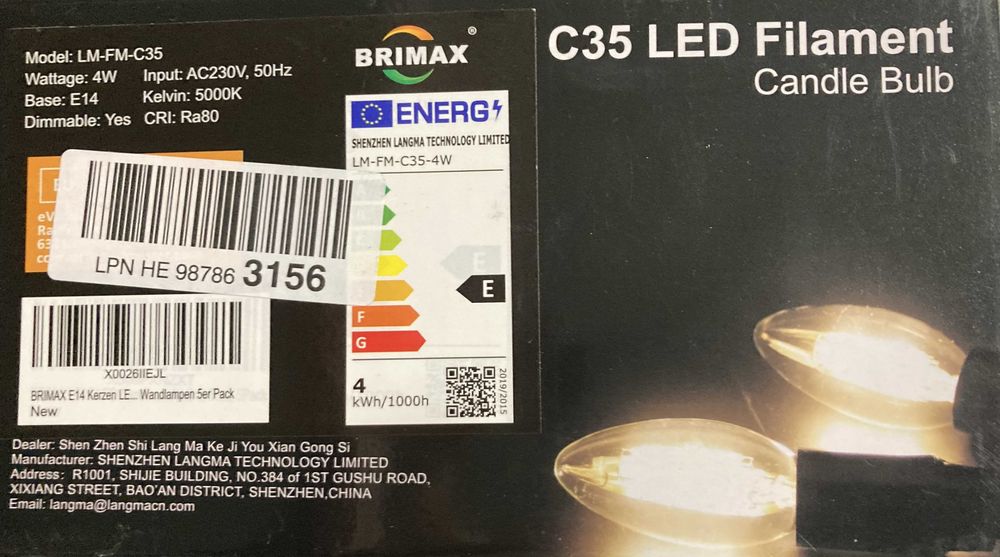 Model: LM-FM-C35
Wattage: 4W Input: AC230V, 50Hz
Base: E14 Kelvin: 5000K
Dimmable: Yes CRI: Ra80
BRIMAX®
C35 LED Filament
Candle Bulb
ENERG
SHENZHEN LANGMA TECHNOLOGY LIMITED
LM-FM-C35-4W
E
E
F
G
4
kWh/1000h
2019/2015
LPN HE 98786 3156
X0026IIEJL
BRIMAX E14 Kerzen LE... Wandlampen 5er Pack
New
Dealer: Shen Zhen Shi Lang Ma Ke Ji You Xian Gong Si
Manufacturer: SHENZHEN LANGMA TECHNOLOGY LIMITED
Address: R1001, SHIJIE BUILDING, NO.384 of 1ST GUSHU ROAD,
XIXIANG STREET, BAO'AN DISTRICT, SHENZHEN,CHINA
Email: langma@langmacn.com